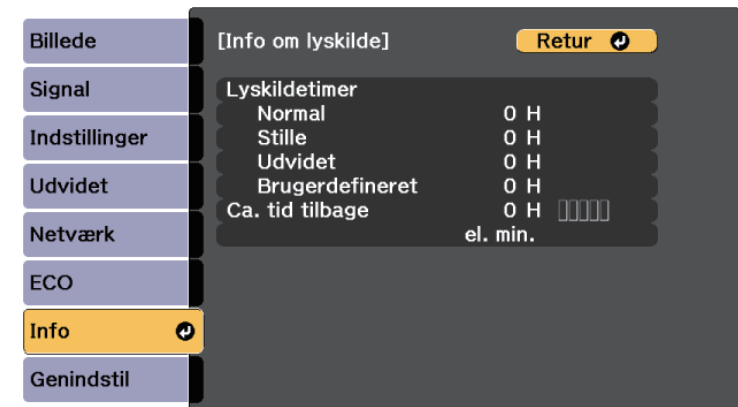 Billede
Signal
Indstillinger
Udvidet
Netværk
ECO
Info
Genindstil
[Info om lyskilde] Retur
Lyskildetimer
Normal 0 H
Stille 0 H
Udvidet 0 H
Brugerdefineret 0 H
Ca. tid tilbage 0 H
el. min.